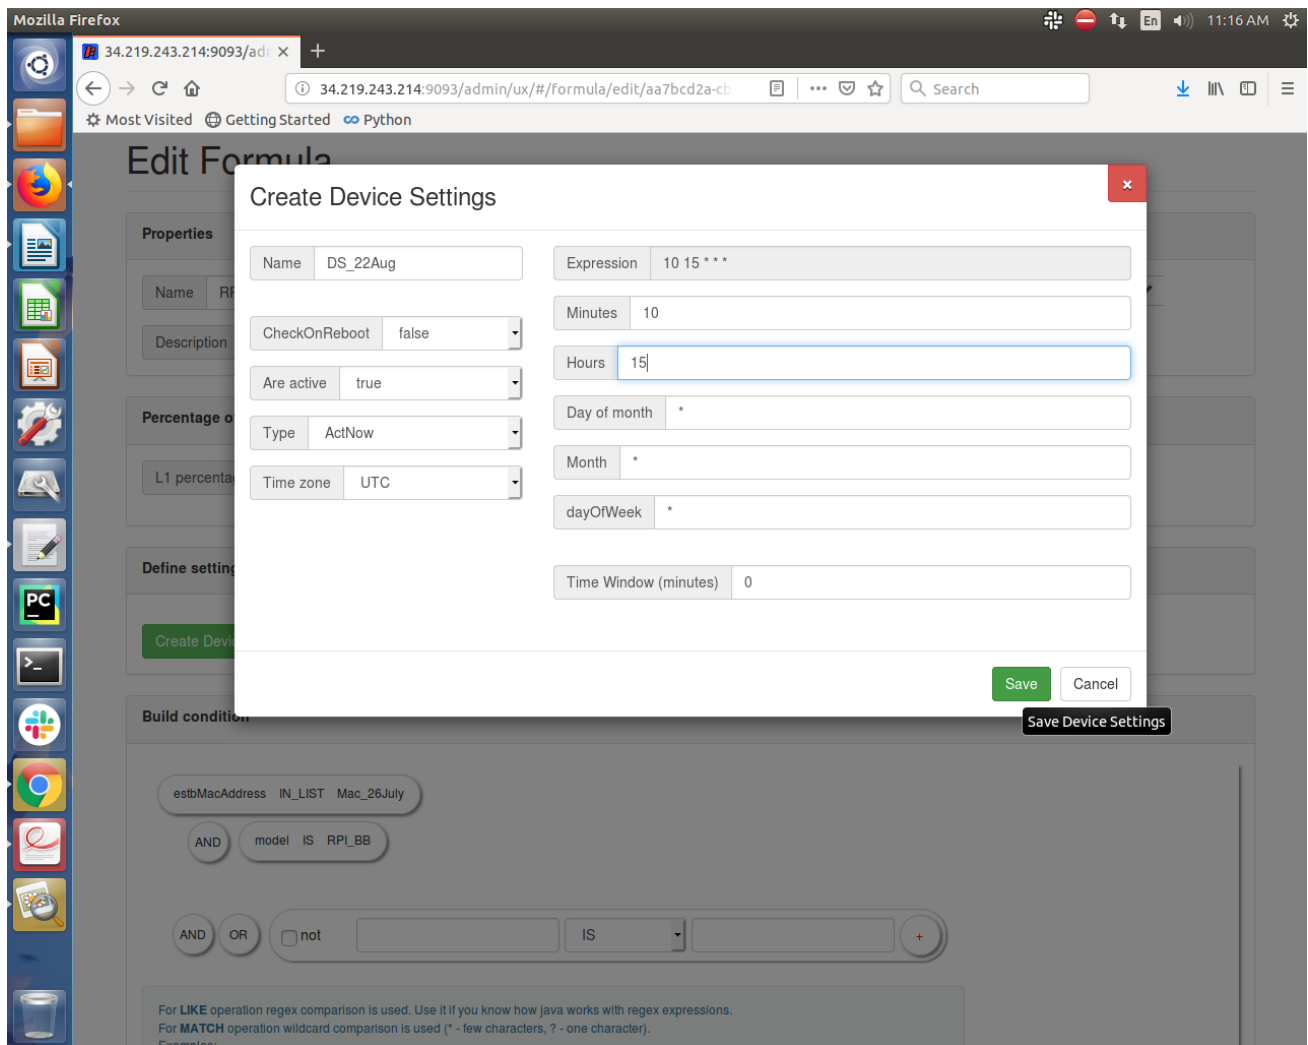 Mozilla Firefox
En
11:16 AM
34.219.243.214:9093/adr
34.219.243.214:9093/admin/ux/#/formula/edit/aa7bcd2a-cb
Search
Most Visited Getting Started Python
Edit Formula
Create Device Settings
×
Properties
Name DS_22Aug
Expression 10 15 * * *
Name RP
Minutes 10
CheckOnReboot false
Description
Hours 15
Are active true
Day of month *
Percentage o
Type ActNow
Month *
L1 percenta
Time zone UTC
dayOfWeek *
Define setting
Time Window (minutes) 0
PC
Create Devi
Save Cancel
Build condition
Save Device Settings
estbMacAddress IN_LIST Mac_26July
AND model IS RPI_BB
AND OR not IS +
For LIKE operation regex comparison is used. Use it if you know how java works with regex expressions.
For MATCH operation wildcard comparison is used (* - few characters, ? - one character).
Examples: